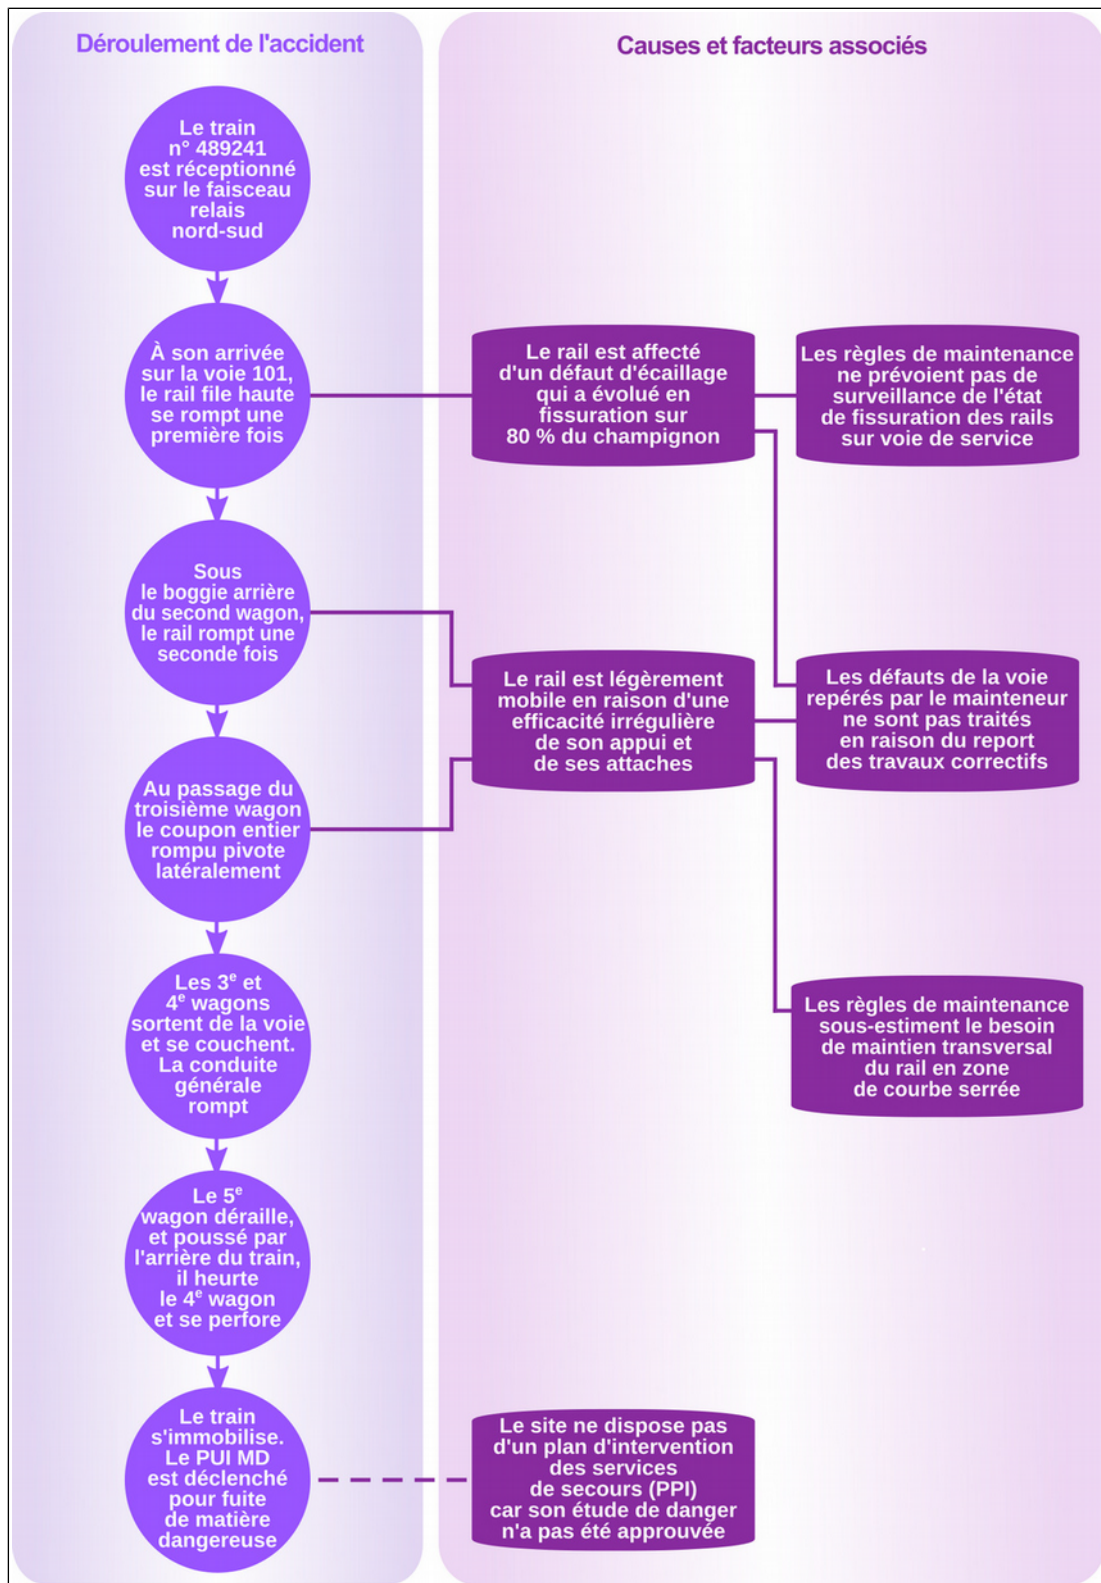 Déroulement de l'accident
Le train
n° 489241
est réceptionné
sur le faisceau
relais
nord-sud
À son arrivée
sur la voie 101,
le rail file haute
se rompt une
première fois
Sous
le boggie arrière
du second wagon,
le rail rompt une
seconde fois
Au passage du
troisième wagon
le coupon entier
rompu pivote
latéralement
Les 3e et
4e wagons
sortent de la voie
et se couchent.
La conduite
générale
rompt
Le 5e
wagon déraille,
et poussé par
l'arrière du train,
il heurte
le 4e wagon
et se perfore
Le train
s'immobilise.
Le PUI MD
est déclenché
pour fuite
de matière
dangereuse
Causes et facteurs associés
Le rail est affecté
d'un défaut d'écaillage
qui a évolué en
fissuration sur
80 % du champignon
Les règles de maintenance
ne prévoient pas de
surveillance de l'état
de fissuration des rails
sur voie de service
Le rail est légèrement
mobile en raison d'une
efficacité irrégulière
de son appui et
de ses attaches
Les défauts de la voie
repérés par le mainteneur
ne sont pas traités
en raison du report
des travaux correctifs
Les règles de maintenance
sous-estiment le besoin
de maintien transversal
du rail en zone
de courbe serrée
Le site ne dispose pas
d'un plan d'intervention
des services
de secours (PPI)
car son étude de danger
n'a pas été approuvée